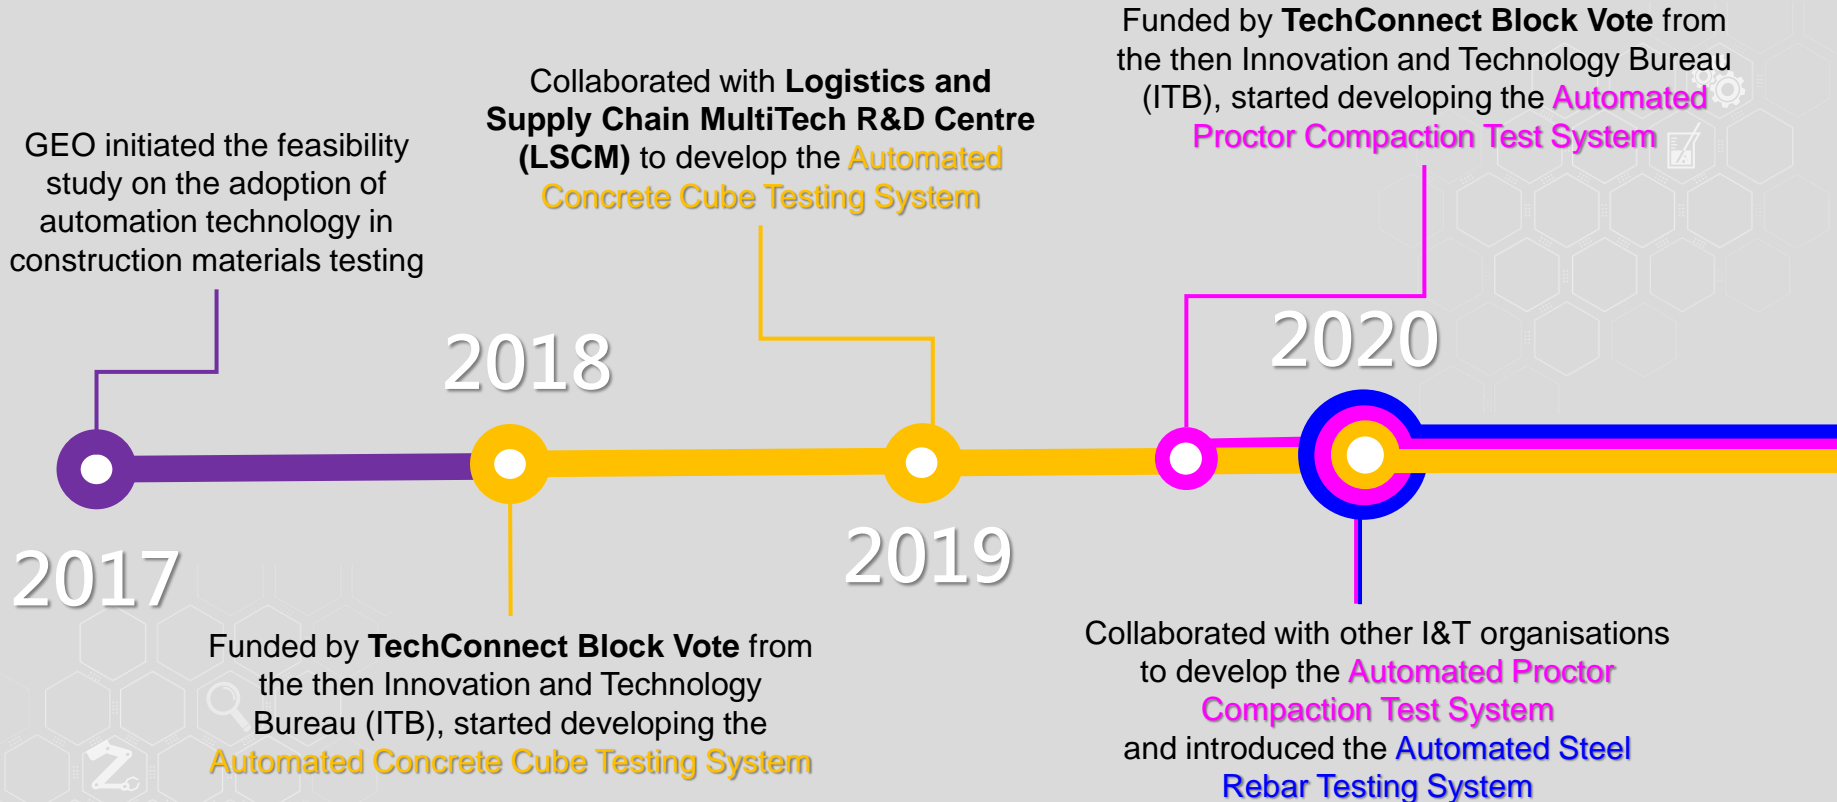 GEO initiated the feasibility
study on the adoption of
automation technology in
construction materials testing
2017
2018
Funded by TechConnect Block Vote from
the then Innovation and Technology
Bureau (ITB), started developing the
Automated Concrete Cube Testing System
Collaborated with Logistics and
Supply Chain MultiTech R&D Centre
(LSCM) to develop the Automated
Concrete Cube Testing System
2019
Funded by TechConnect Block Vote from
the then Innovation and Technology Bureau
(ITB), started developing the Automated
Proctor Compaction Test System
2020
Collaborated with other I&T organisations
to develop the Automated Proctor
Compaction Test System
and introduced the Automated Steel
Rebar Testing System